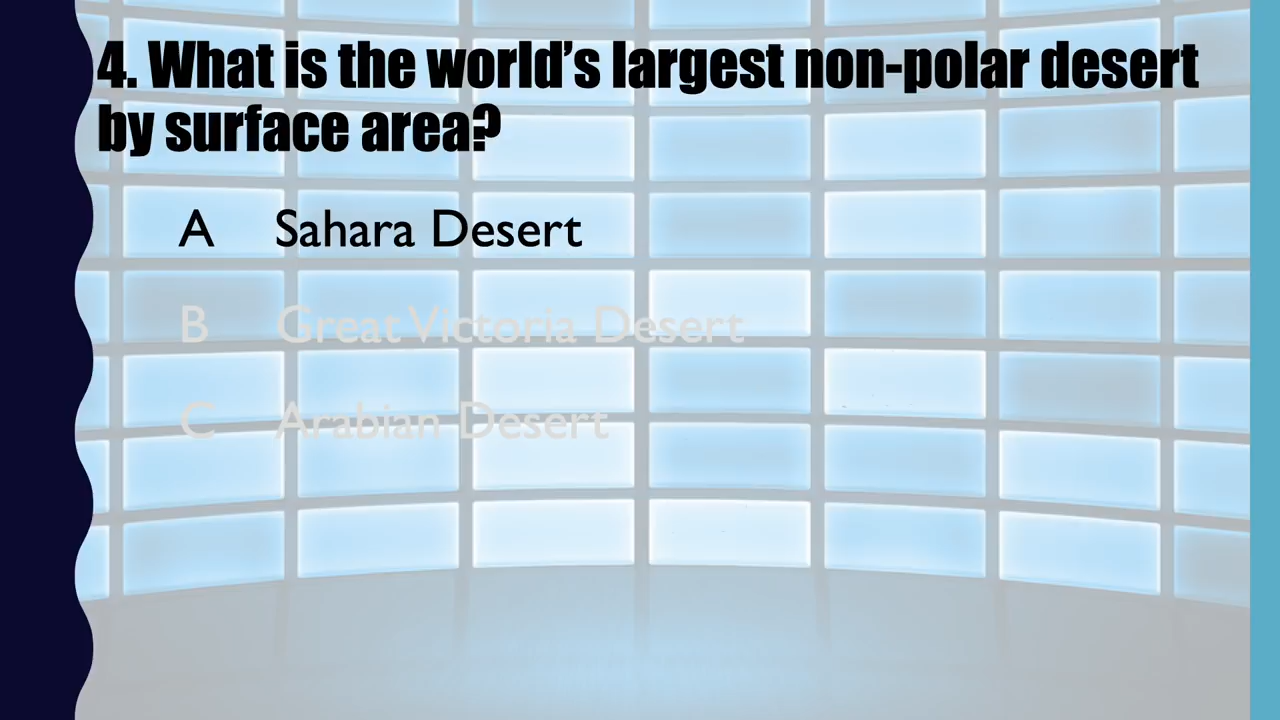 4. What is the world’s largest non-polar desert
by surface area?
A Sahara Desert
B Great Victoria Desert
C Arabian Desert